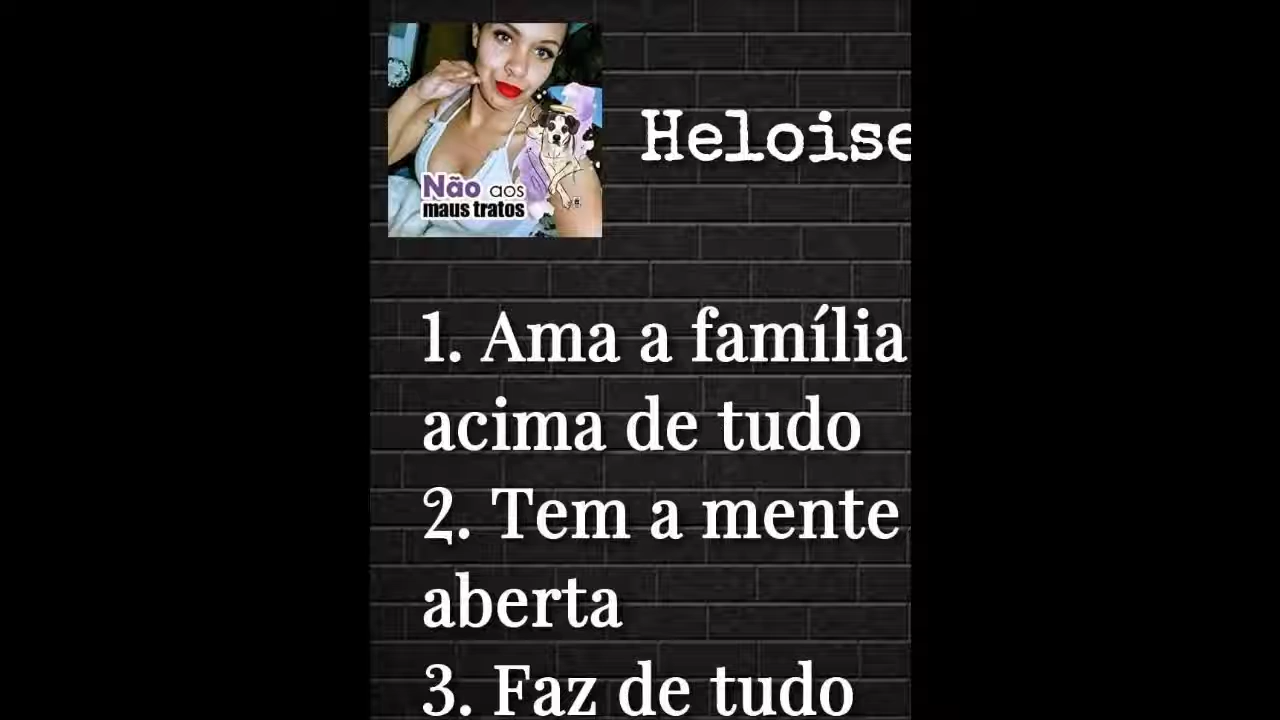 Heloise
Não aos
maus tratos
1. Ama a família
acima de tudo
2. Tem a mente
aberta
3. Faz de tudo